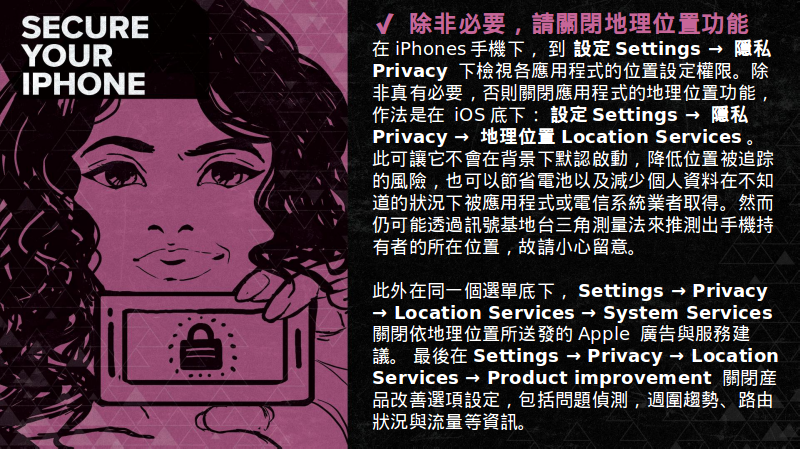 SECURE
YOUR
IPHONE
✓ 除非必要，請關閉地理位置功能
在 iPhones 手機下， 到 設定 Settings → 隱私
Privacy 下檢視各應用程式的位置設定權限。除
非真有必要，否則關閉應用程式的地理位置功能，
作法是在 iOS 底下： 設定 Settings → 隱私
Privacy → 地理位置 Location Services 。
此可讓它不會在背景下默認啟動，降低位置被追踪
的風險，也可以節省電池以及減少個人資料在不知
道的狀況下被應用程式或電信系統業者取得。然而
仍可能透過訊號基地台三角測量法來推測出手機持
有者的所在位置，故請小心留意。
此外在同一個選單底下， Settings → Privacy
→ Location Services → System Services
關閉依地理位置所送發的 Apple 廣告與服務建
議。 最後在 Settings → Privacy → Location
Services → Product improvement 關閉産
品改善選項設定，包括問題偵測，週圍趨勢、路由
狀況與流量等資訊。